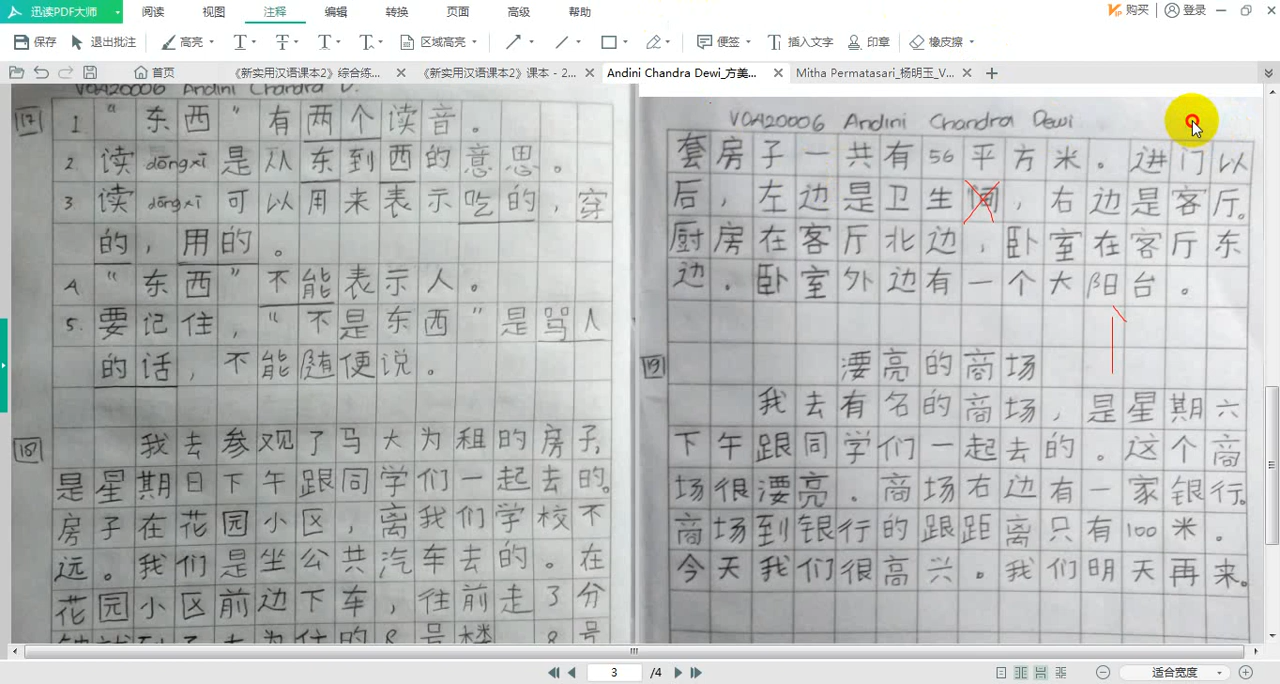 迅读PDF大师
阅读 视图 注释 编辑 转换 页面 高级 帮助
购买 登录
保存 退出批注 高亮 区域高亮 便签 插入文字 印章 橡皮擦
首页 《新实用汉语课本2》综合练... 《新实用汉语课本2》课本 - 2... Andini Chandra Dewi_方美... Mitha Permatasari_杨明玉_V...
V0A20006 Andini Chandra D.
17
1 “东西”有两个读音。
2. 读 dōngxī 是从东到西的意思。
3 读 dōngxī 可以用来表示吃的,穿
的,用的。
4 “东西”不能表示人。
5. 要记住,“不是东西”是骂人
的话,不能随便说。
18
我去参观了马大为租的房子,
是星期日下午跟同学们一起去的。
房子在花园小区,离我们学校不
远。我们是坐公共汽车去的。在
花园小区前边下车,往前走了分
V0A20006 Andini Chandra Dewi
套房子一共有56平方米。进门以
后,左边是卫生间,右边是客厅。
厨房在客厅北边,卧室在客厅东
边.卧室外边有一个大阳台。
19
漂亮的商场
我去有名的商场,是星期六
下午跟同学们一起去的。这个商
场很漂亮.商场右边有一家银行。
商场到银行的跟距离只有100米。
今天我们很高兴。我们明天再来。
3 /4
适合宽度